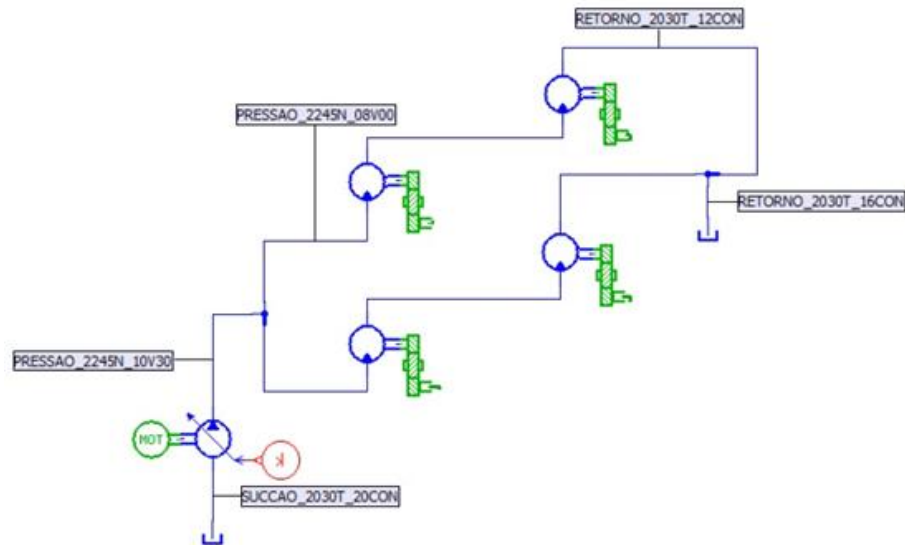 RETORNO_2030T_12CON
PRESSAO_2245N_08V00
RETORNO_2030T_16CON
PRESSAO_2245N_10V30
MOT
k
SUCCAO_2030T_20CON